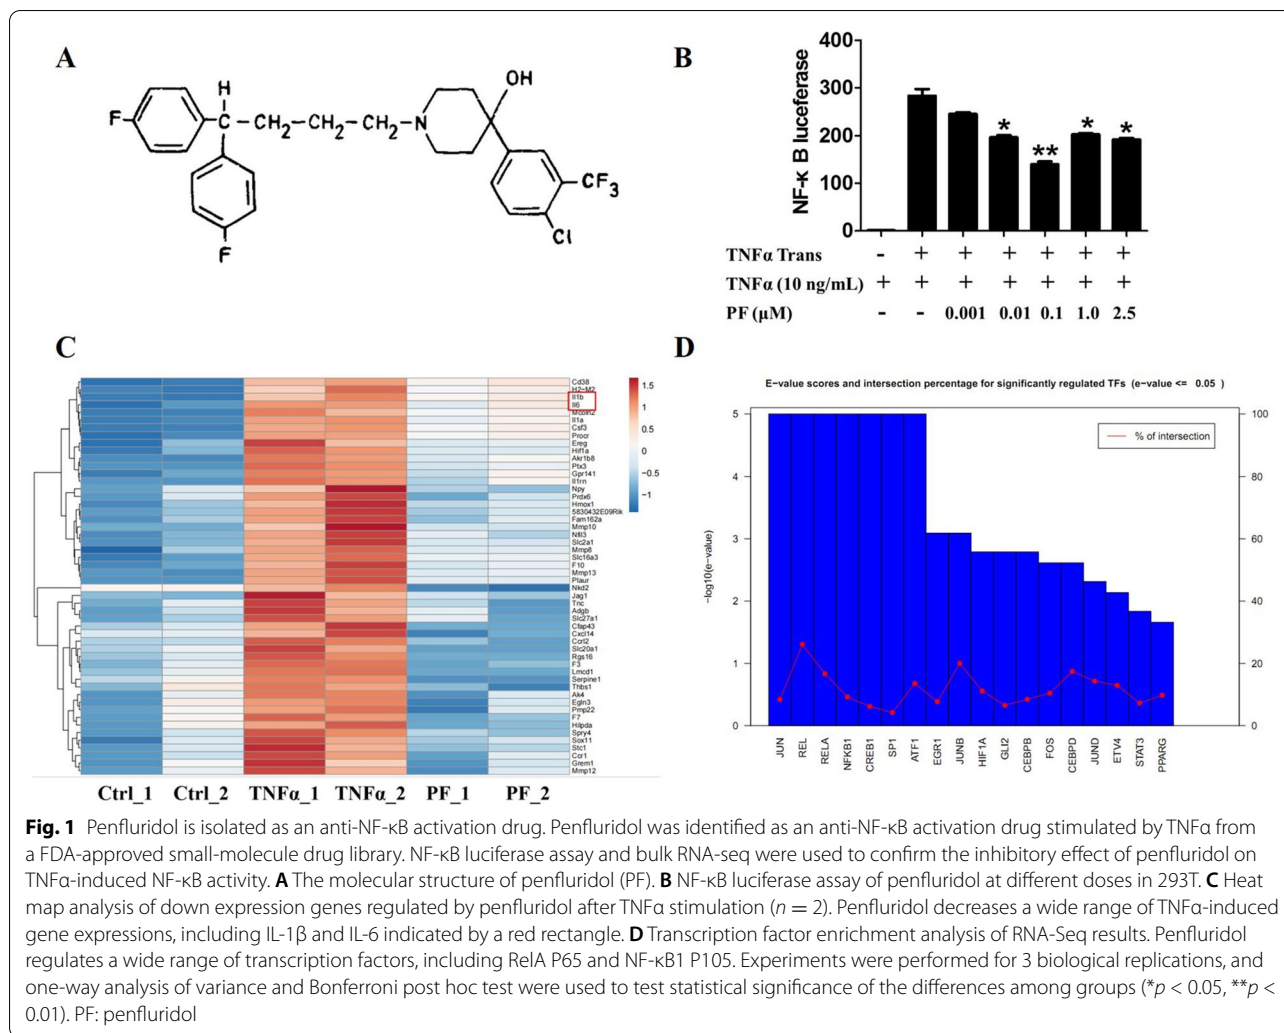 A
H
OH
F
C
CH2
CH2
CH2
N
CF3
Cl
F
B
NF-κ B luceferase
400
300
200
100
0
*
**
*
*
TNFα Trans - + + + + + +
TNFα (10 ng/mL) + + + + + + +
PF (μM) - - 0.001 0.01 0.1 1.0 2.5
C
1.5
1
0.5
0
−0.5
−1
Cd38
H2−M2
Il1b
Il6
Mcoln2
Il1a
Csf3
Procr
Ereg
Hif1a
Akr1b8
Ptx3
Gpr141
Il1rn
Npy
Prdx6
Hmox1
5830432E09Rik
Fam162a
Mmp10
Nfil3
Slc2a1
Mmp8
Slc16a3
F10
Mmp13
Plaur
Nkd2
Jag1
Tnc
Adgb
Slc27a1
Cfap43
Cxcl14
Ccrl2
Slc20a1
Rgs16
F3
Lmcd1
Serpine1
Thbs1
Ak4
Egln3
Pmp22
F7
Hilpda
Spry4
Sox11
Stc1
Ccr1
Grem1
Mmp12
Ctrl_1 Ctrl_2 TNFα_1 TNFα_2 PF_1 PF_2
D
E−value scores and intersection percentage for significantly regulated TFs (e−value <= 0.05 )
% of intersection
−log10(e−value)
5
4
3
2
1
0
100
80
60
40
20
0
JUN
REL
RELA
NFKB1
CREB1
SP1
ATF1
EGR1
JUNB
HIF1A
GLI2
CEBPB
FOS
CEBPD
JUND
ETV4
STAT3
PPARG
Fig. 1 Penfluridol is isolated as an anti-NF-κB activation drug. Penfluridol was identified as an anti-NF-κB activation drug stimulated by TNFα from
a FDA-approved small-molecule drug library. NF-κB luciferase assay and bulk RNA-seq were used to confirm the inhibitory effect of penfluridol on
TNFα-induced NF-κB activity. A The molecular structure of penfluridol (PF). B NF-κB luciferase assay of penfluridol at different doses in 293T. C Heat
map analysis of down expression genes regulated by penfluridol after TNFα stimulation (n = 2). Penfluridol decreases a wide range of TNFα-induced
gene expressions, including IL-1β and IL-6 indicated by a red rectangle. D Transcription factor enrichment analysis of RNA-Seq results. Penfluridol
regulates a wide range of transcription factors, including RelA P65 and NF-κB1 P105. Experiments were performed for 3 biological replications, and
one-way analysis of variance and Bonferroni post hoc test were used to test statistical significance of the differences among groups (*p < 0.05, **p <
0.01). PF: penfluridol